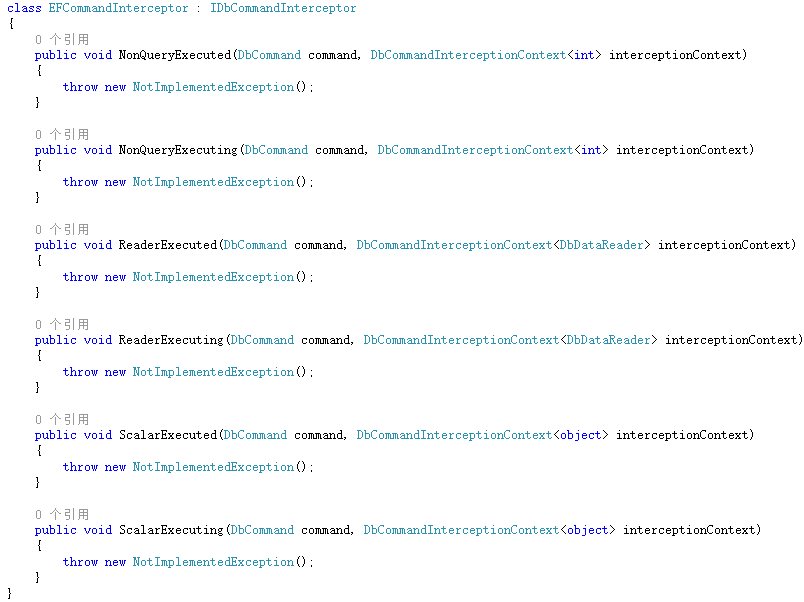 class EFCommandInterceptor : IDbCommandInterceptor
{
0 个引用
public void NonQueryExecuted(DbCommand command, DbCommandInterceptionContext<int> interceptionContext)
{
throw new NotImplementedException();
}
0 个引用
public void NonQueryExecuting(DbCommand command, DbCommandInterceptionContext<int> interceptionContext)
{
throw new NotImplementedException();
}
0 个引用
public void ReaderExecuted(DbCommand command, DbCommandInterceptionContext<DbDataReader> interceptionContext)
{
throw new NotImplementedException();
}
0 个引用
public void ReaderExecuting(DbCommand command, DbCommandInterceptionContext<DbDataReader> interceptionContext)
{
throw new NotImplementedException();
}
0 个引用
public void ScalarExecuted(DbCommand command, DbCommandInterceptionContext<object> interceptionContext)
{
throw new NotImplementedException();
}
0 个引用
public void ScalarExecuting(DbCommand command, DbCommandInterceptionContext<object> interceptionContext)
{
throw new NotImplementedException();
}
}